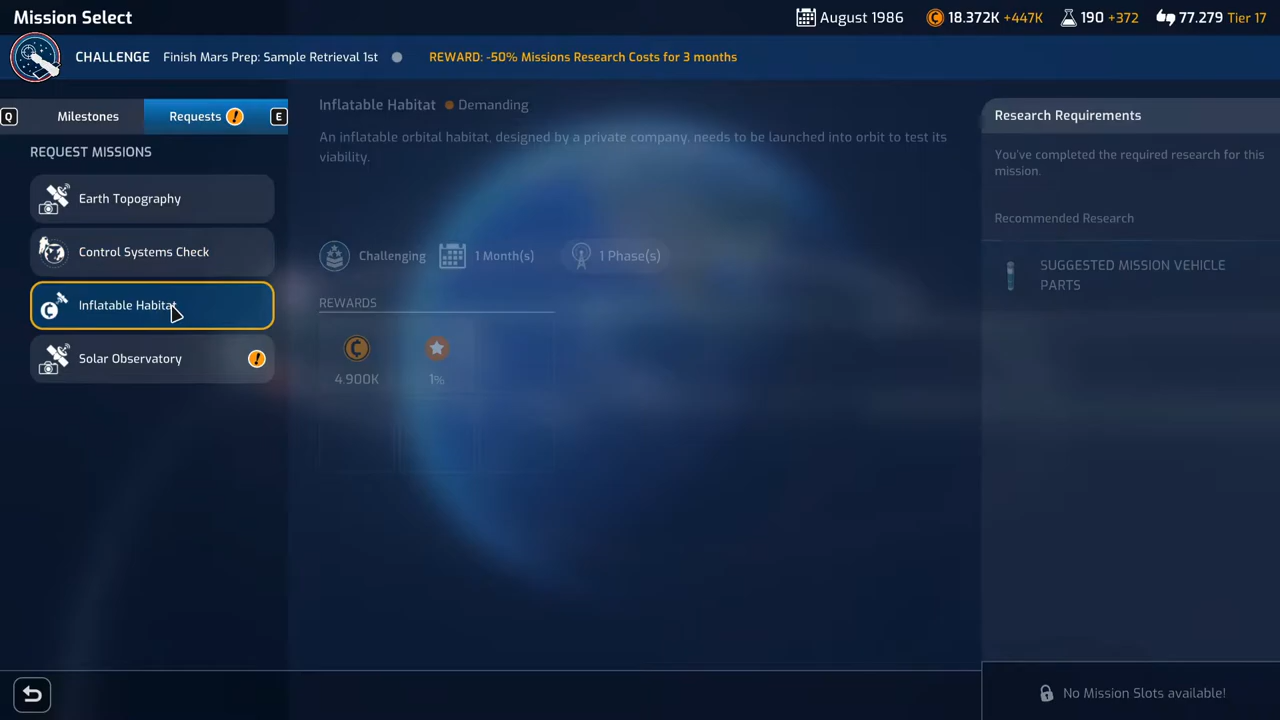 Mission Select
August 1986
18.372K +447K
190 +372
77.279 Tier 17
CHALLENGE
Finish Mars Prep: Sample Retrieval 1st
REWARD: -50% Missions Research Costs for 3 months
Q
Milestones
Requests
!
E
REQUEST MISSIONS
Earth Topography
Control Systems Check
C
Inflatable Habitat
Solar Observatory
!
Inflatable Habitat
Demanding
An inflatable orbital habitat, designed by a private company, needs to be launched into orbit to test its
viability.
Challenging
1 Month(s)
1 Phase(s)
REWARDS
4.900K
1%
Research Requirements
You've completed the required research for this
mission.
Recommended Research
SUGGESTED MISSION VEHICLE
PARTS
No Mission Slots available!